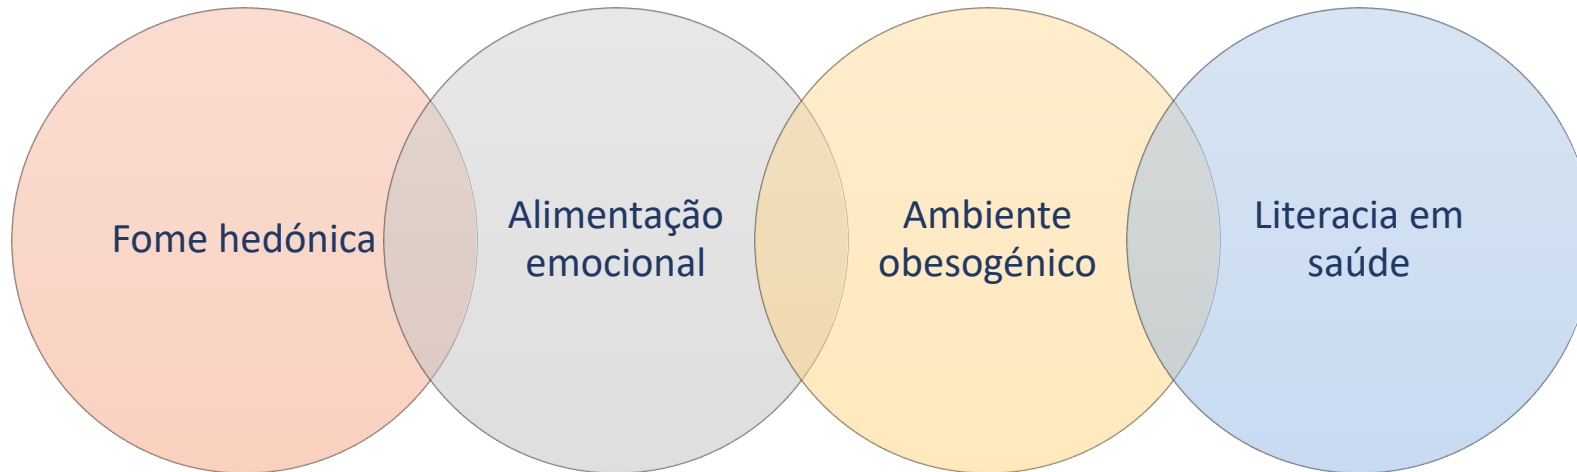 Fome hedónica
Alimentação
emocional
Ambiente
obesogénico
Literacia em
saúde